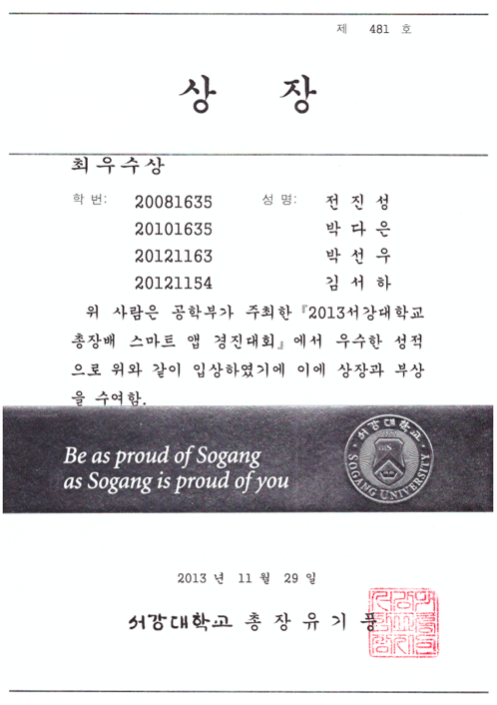 제 481 호
상 장
최우수상
학 번: 20081635 성 명: 전 진 성
20101635 박 다 은
20121163 박 선 우
20121154 김 서 하
위 사람은 공학부가 주최한 『2013서강대학교
총장배 스마트 앱 경진대회』에서 우수한 성적
으로 위와 같이 입상하였기에 이에 상장과 부상
을 수여함.
Be as proud of Sogang
as Sogang is proud of you
서강대학교
SOGANG UNIVERSITY
2013 년 11 월 29 일
서강대학교 총 장 유 기 풍